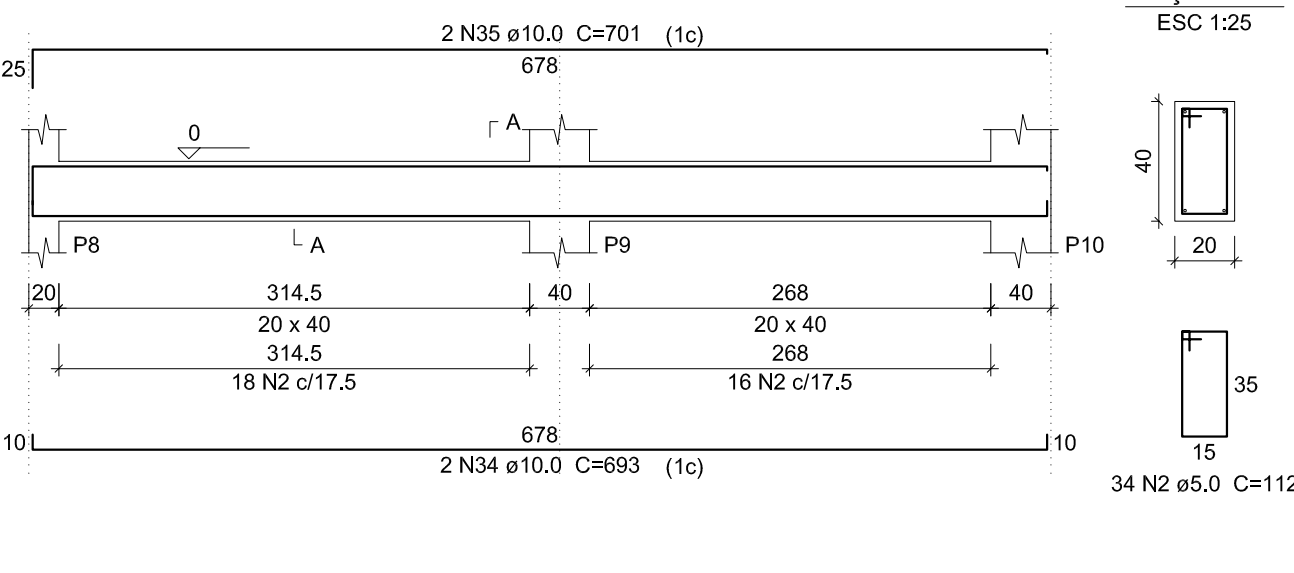 2 N35 ø10.0 C=701 (1c)
678
25
ESC 1:25
0
A
A
P8
P9
P10
40
20
20
314.5
40
268
40
20 x 40
20 x 40
314.5
268
18 N2 c/17.5
16 N2 c/17.5
35
15
34 N2 ø5.0 C=112
10
678
10
2 N34 ø10.0 C=693 (1c)